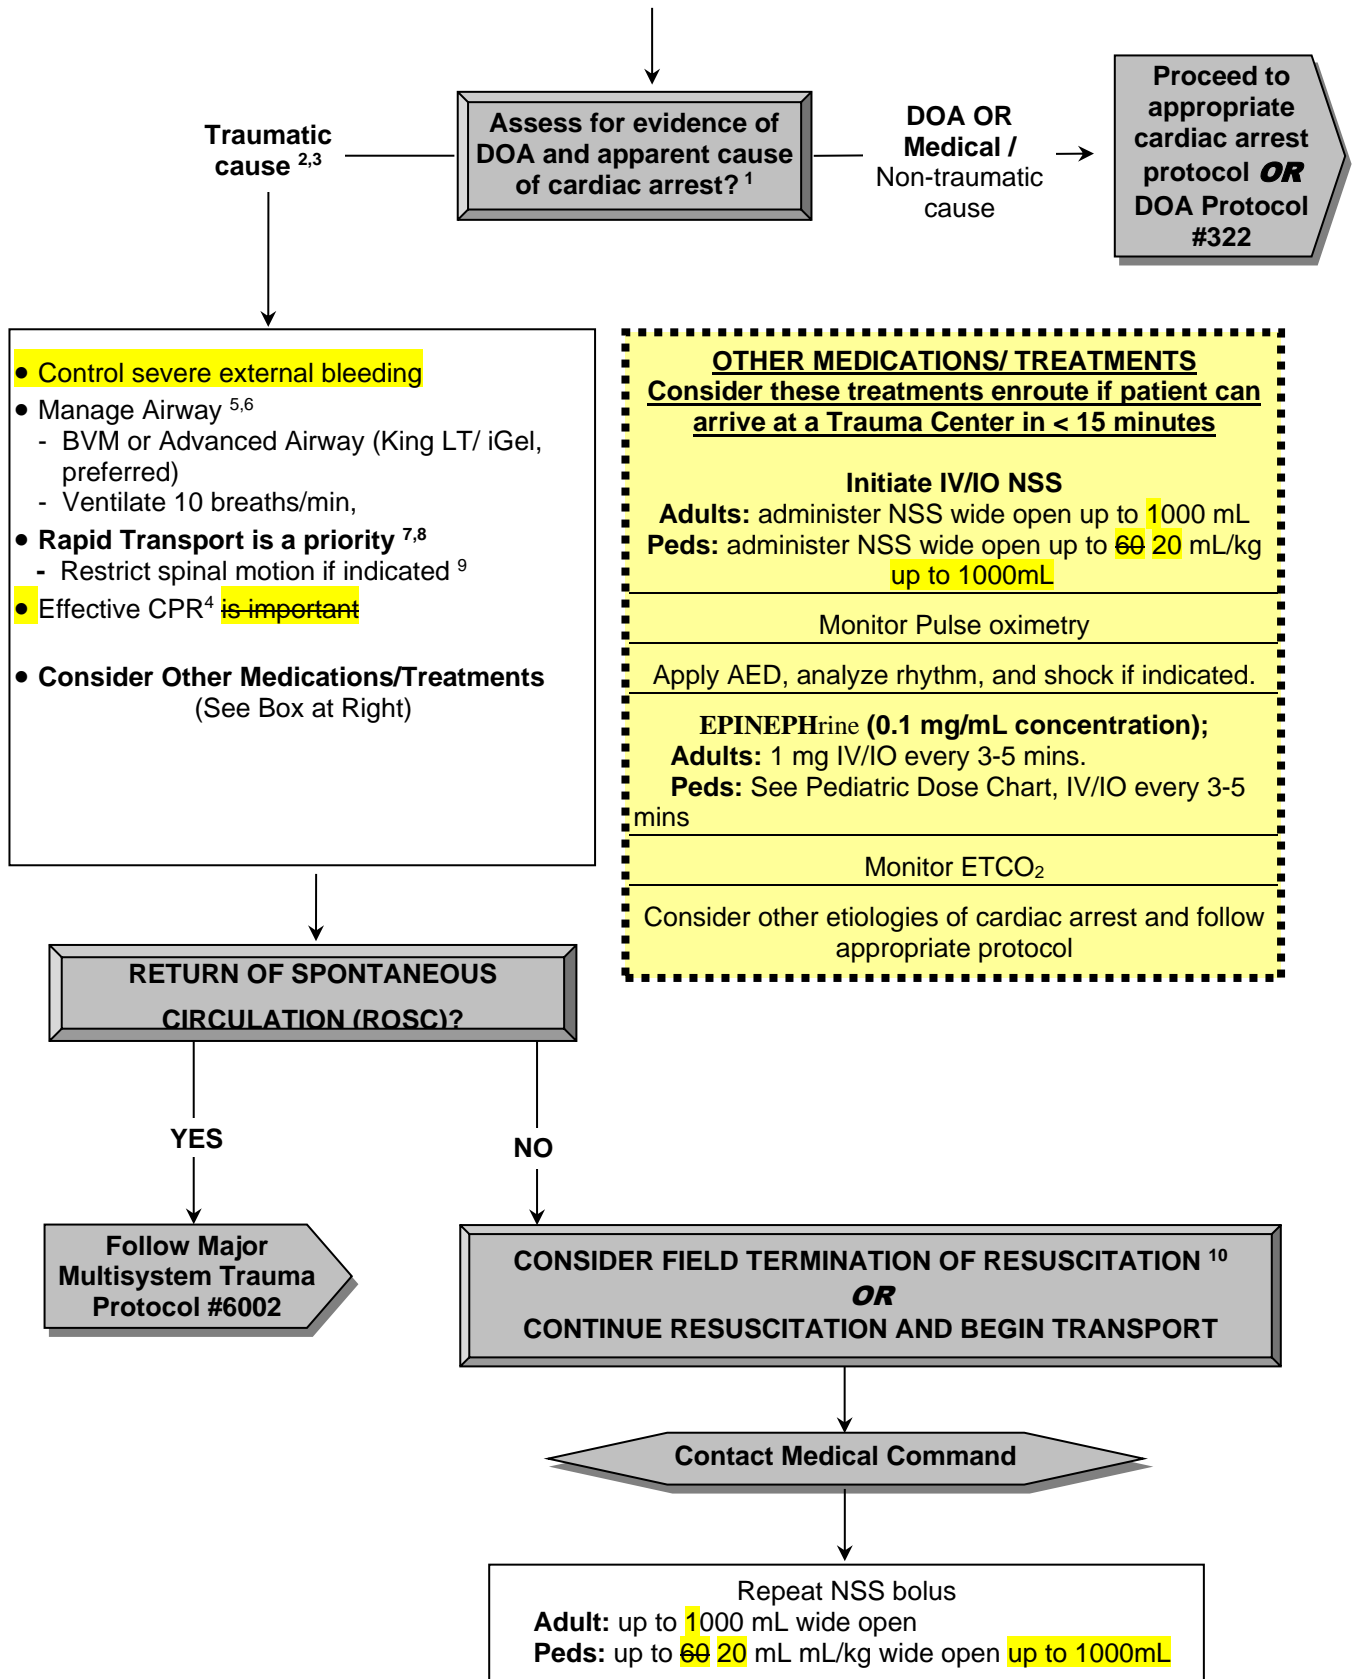 Assess for evidence of
DOA and apparent cause
of cardiac arrest? 1
Traumatic
cause 2,3
DOA OR
Medical /
Non-traumatic
cause
Proceed to
appropriate
cardiac arrest
protocol OR
DOA Protocol
#322
• Control severe external bleeding
• Manage Airway 5,6
- BVM or Advanced Airway (King LT/ iGel,
preferred)
- Ventilate 10 breaths/min,
• Rapid Transport is a priority 7,8
- Restrict spinal motion if indicated 9
• Effective CPR4 is important
• Consider Other Medications/Treatments
(See Box at Right)
OTHER MEDICATIONS/ TREATMENTS
Consider these treatments enroute if patient can
arrive at a Trauma Center in < 15 minutes
Initiate IV/IO NSS
Adults: administer NSS wide open up to 1000 mL
Peds: administer NSS wide open up to 60 20 mL/kg
up to 1000mL
Monitor Pulse oximetry
Apply AED, analyze rhythm, and shock if indicated.
EPINEPHrine (0.1 mg/mL concentration);
Adults: 1 mg IV/IO every 3-5 mins.
Peds: See Pediatric Dose Chart, IV/IO every 3-5
mins
Monitor ETCO2
Consider other etiologies of cardiac arrest and follow
appropriate protocol
RETURN OF SPONTANEOUS
CIRCULATION (ROSC)?
YES
NO
Follow Major
Multisystem Trauma
Protocol #6002
CONSIDER FIELD TERMINATION OF RESUSCITATION 10
OR
CONTINUE RESUSCITATION AND BEGIN TRANSPORT
Contact Medical Command
Repeat NSS bolus
Adult: up to 1000 mL wide open
Peds: up to 60 20 mL mL/kg wide open up to 1000mL